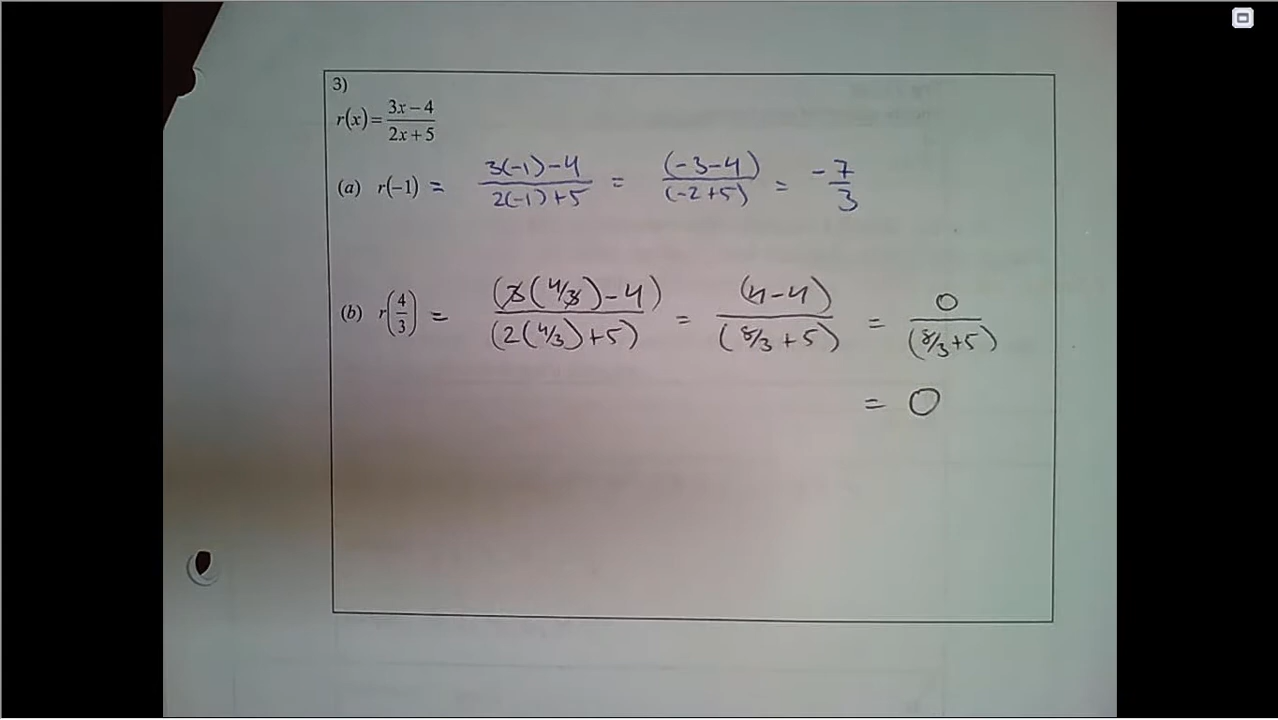 3)
r(x) = (3x - 4)/(2x + 5)
(a) r(-1) = (3(-1) - 4)/(2(-1) + 5) = (-3 - 4)/(-2 + 5) = -7/3
(b) r(4/3) = (3(4/3) - 4)/(2(4/3) + 5) = (4 - 4)/(8/3 + 5) = 0/(8/3 + 5)
= 0